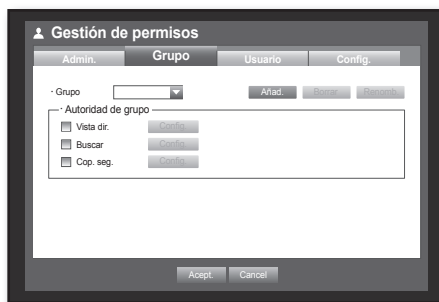 Gestión de permisos
Admin. Grupo Usuario Config.
· Grupo Añad. Borrar. Renomb.
· Autoridad de grupo
Vista dir. Config.
Buscar Config.
Cop. seg. Config.
Acept. Cancel